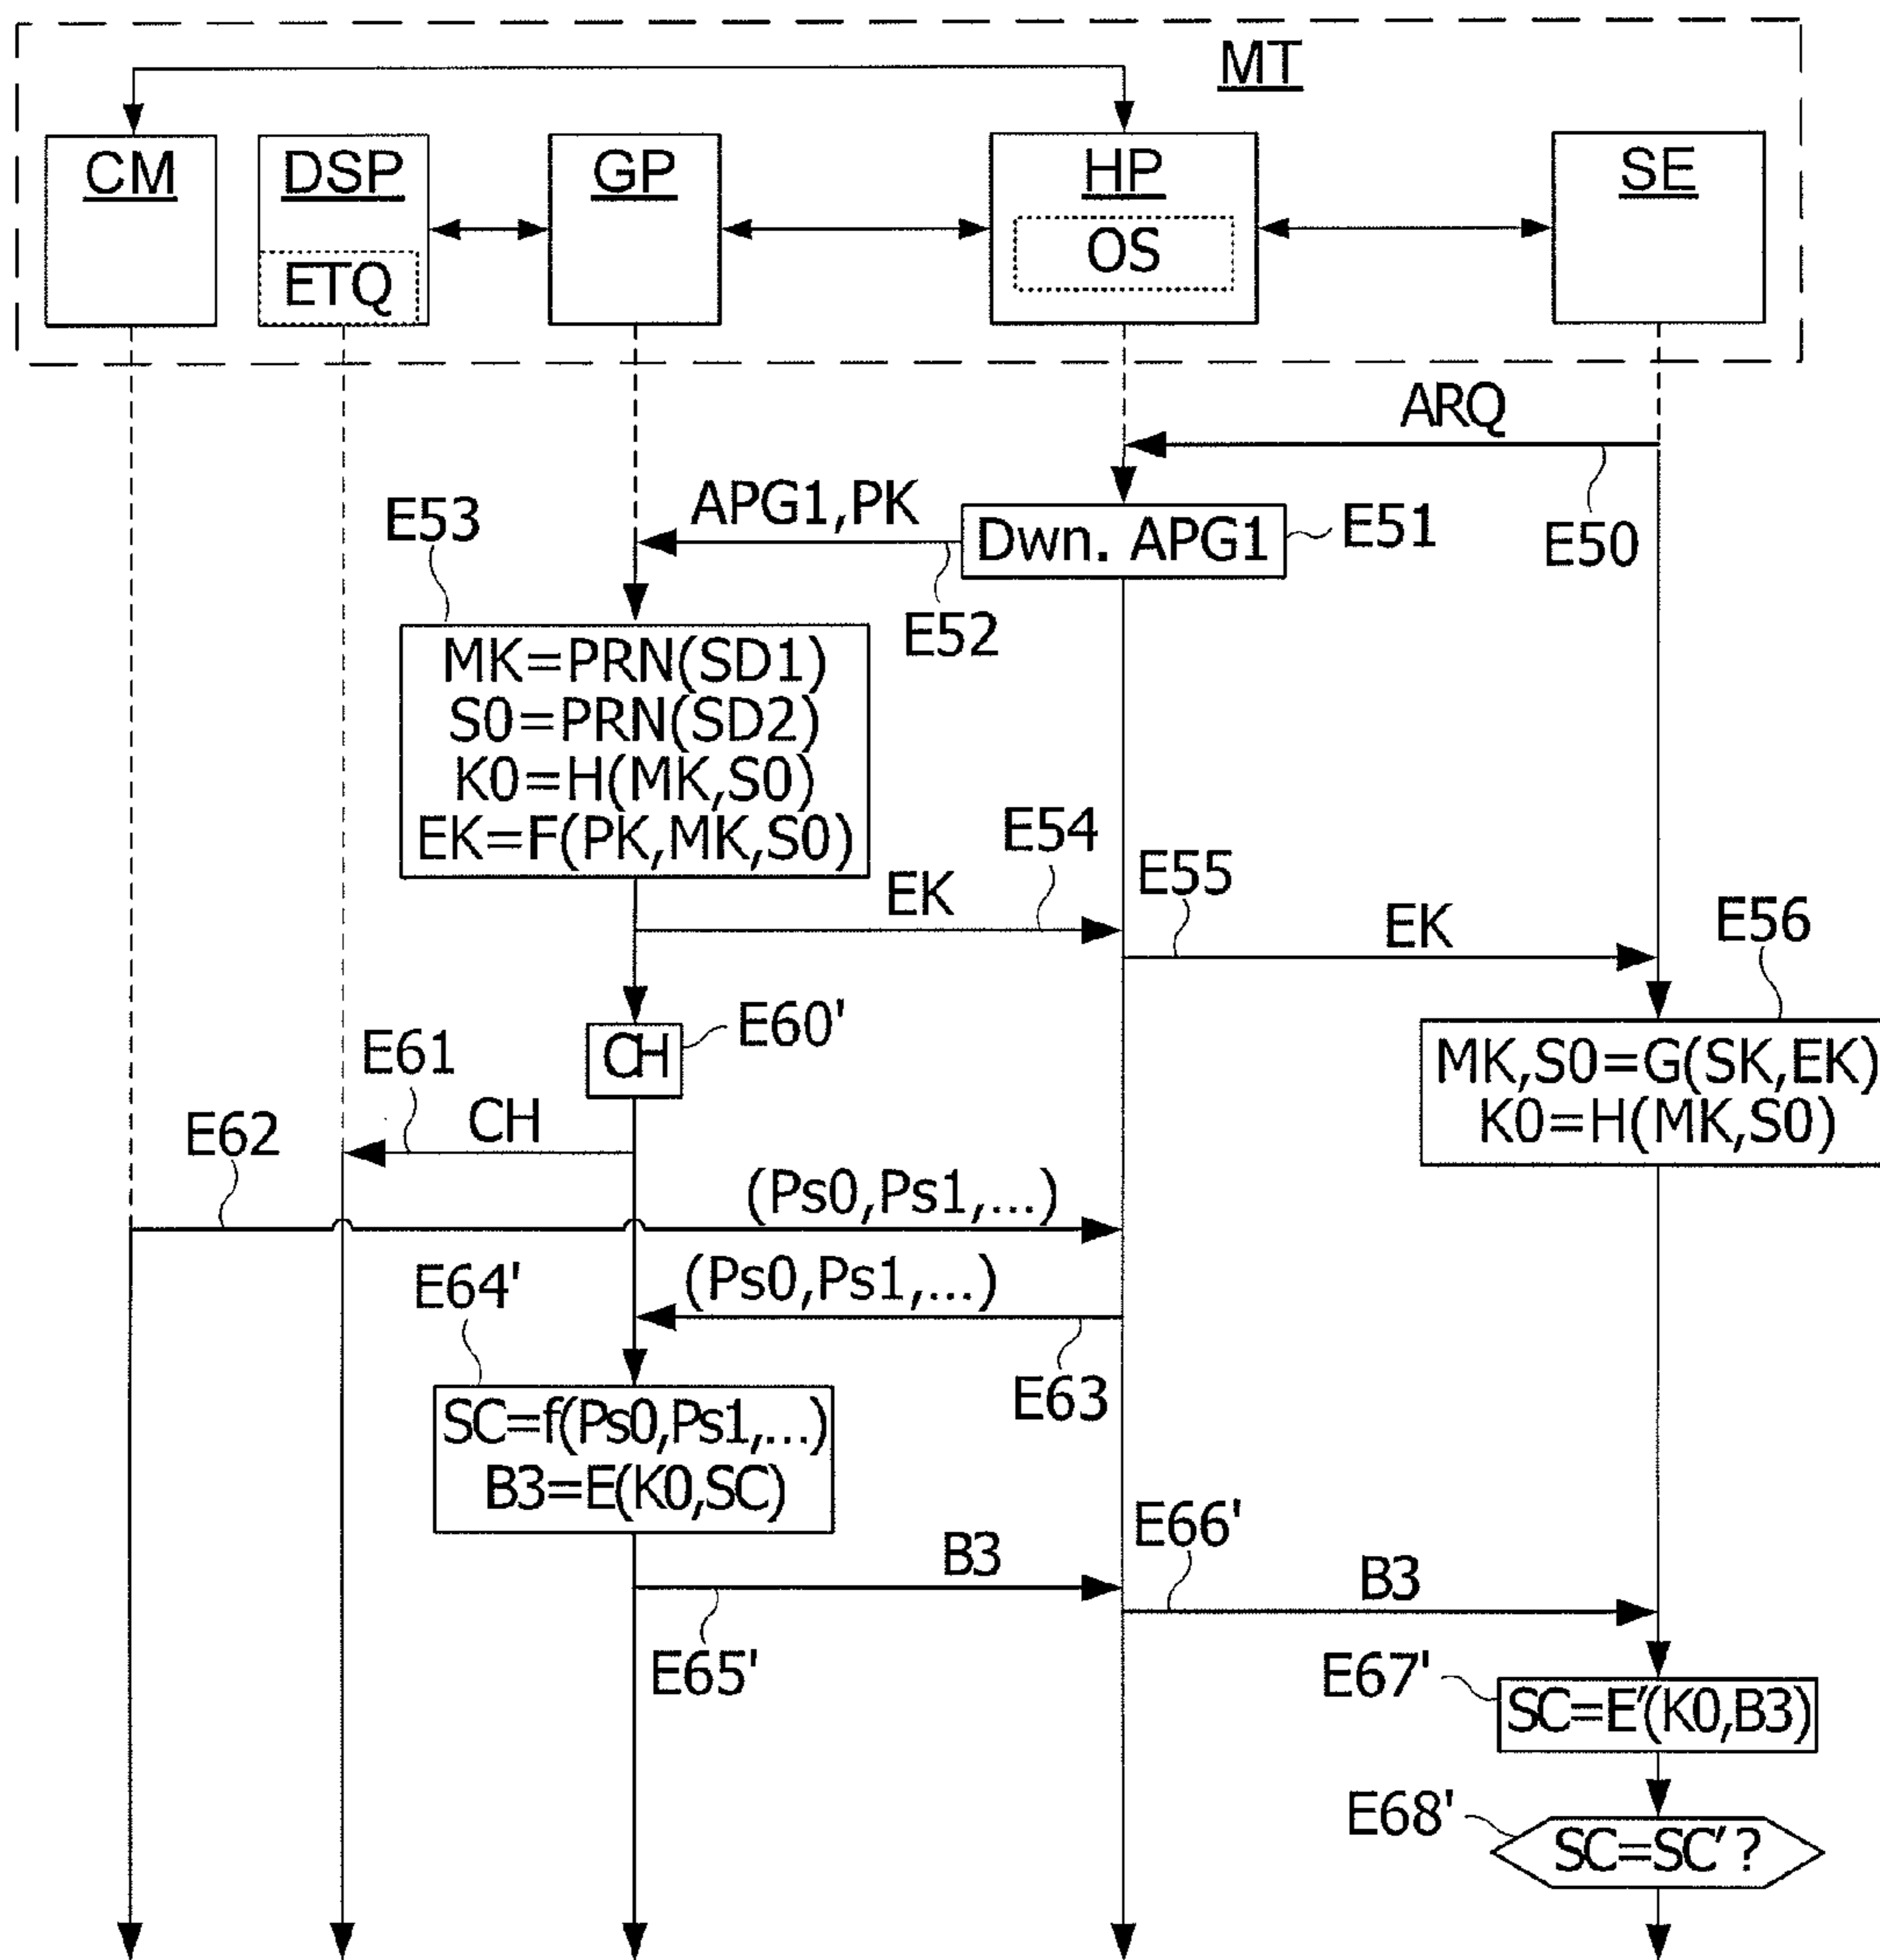 MT
CM
DSP
GP
HP
SE
ETQ
OS
ARQ
E50
APG1,PK
Dwn. APG1
E51
E52
E53
MK=PRN(SD1)
S0=PRN(SD2)
K0=H(MK,S0)
EK=F(PK,MK,S0)
EK
E54
E55
EK
E56
MK,S0=G(SK,EK)
K0=H(MK,S0)
CH
E60'
E61
CH
E62
(Ps0,Ps1,...)
(Ps0,Ps1,...)
E63
E64'
SC=f(Ps0,Ps1,...)
B3=E(K0,SC)
B3
E65'
E66'
B3
E67'
SC=E'(K0,B3)
E68'
SC=SC'?